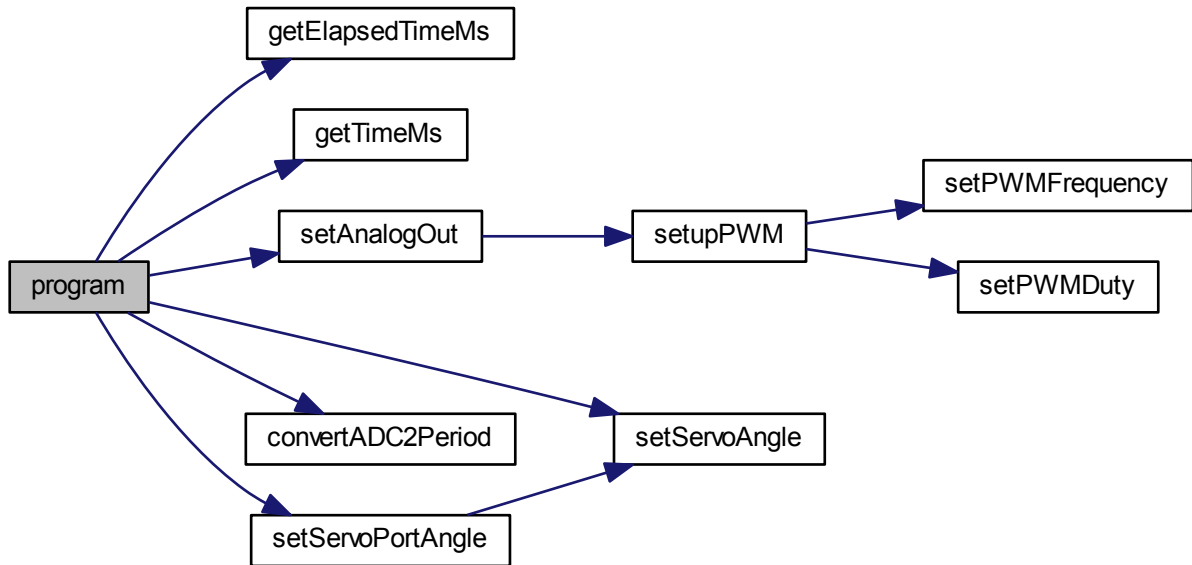 getElapsedTimeMs
getTimeMs
setPWMFrequency
setAnalogOut
setupPWM
program
setPWMDuty
convertADC2Period
setServoAngle
setServoPortAngle